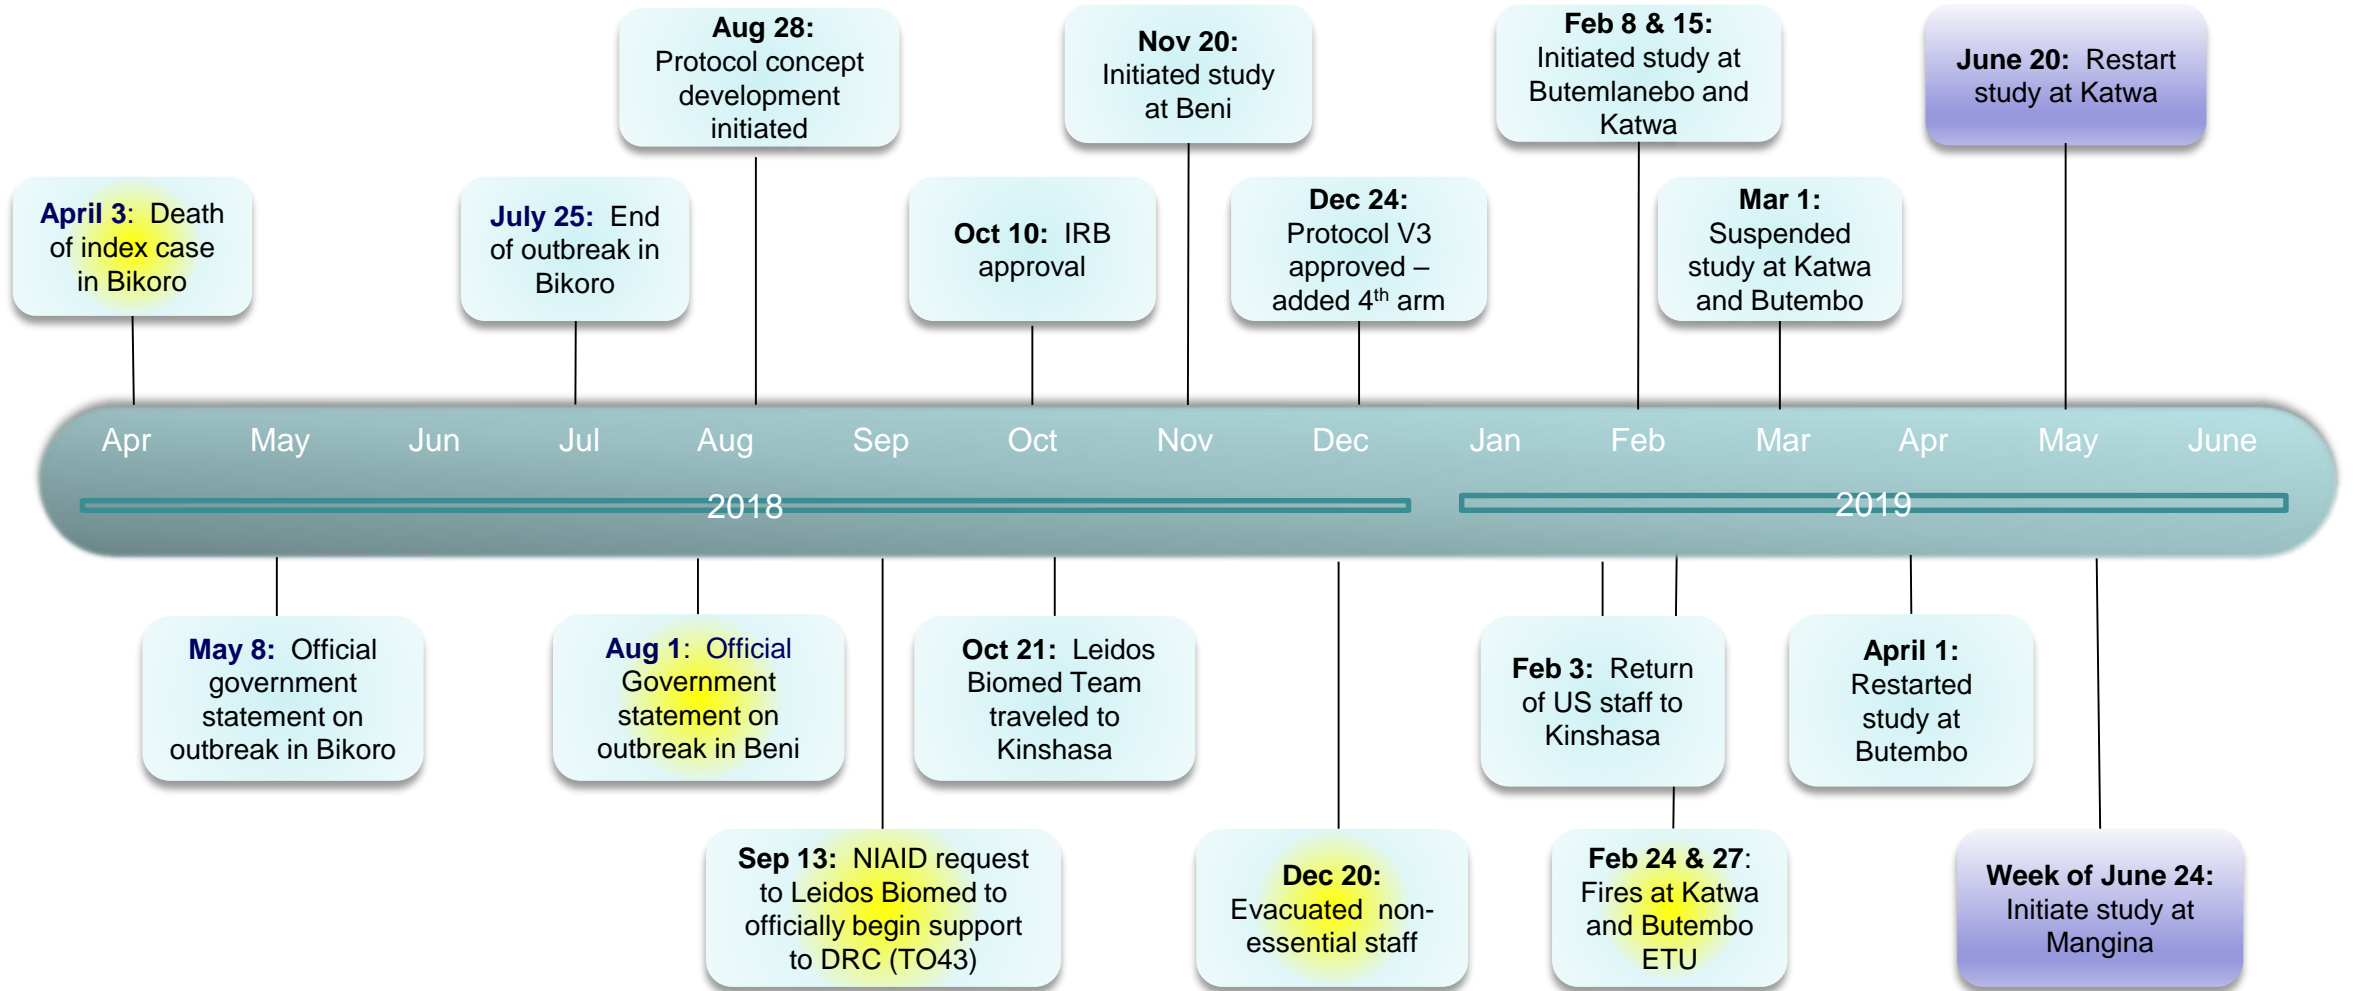 Aug 28:
Protocol concept
development
initiated
Nov 20:
Initiated study
at Beni
Feb 8 & 15:
Initiated study at
Butemlanebo and
Katwa
June 20: Restart
study at Katwa
April 3: Death
of index case
in Bikoro
July 25: End
of outbreak in
Bikoro
Oct 10: IRB
approval
Dec 24:
Protocol V3
approved –
added 4th arm
Mar 1:
Suspended
study at Katwa
and Butembo
Apr May Jun Jul Aug Sep Oct Nov Dec Jan Feb Mar Apr May June
2018 2019
May 8: Official
government
statement on
outbreak in Bikoro
Aug 1: Official
Government
statement on
outbreak in Beni
Oct 21: Leidos
Biomed Team
traveled to
Kinshasa
Feb 3: Return
of US staff to
Kinshasa
April 1:
Restarted
study at
Butembo
Sep 13: NIAID request
to Leidos Biomed to
officially begin support
to DRC (TO43)
Dec 20:
Evacuated non-
essential staff
Feb 24 & 27:
Fires at Katwa
and Butembo
ETU
Week of June 24:
Initiate study at
Mangina